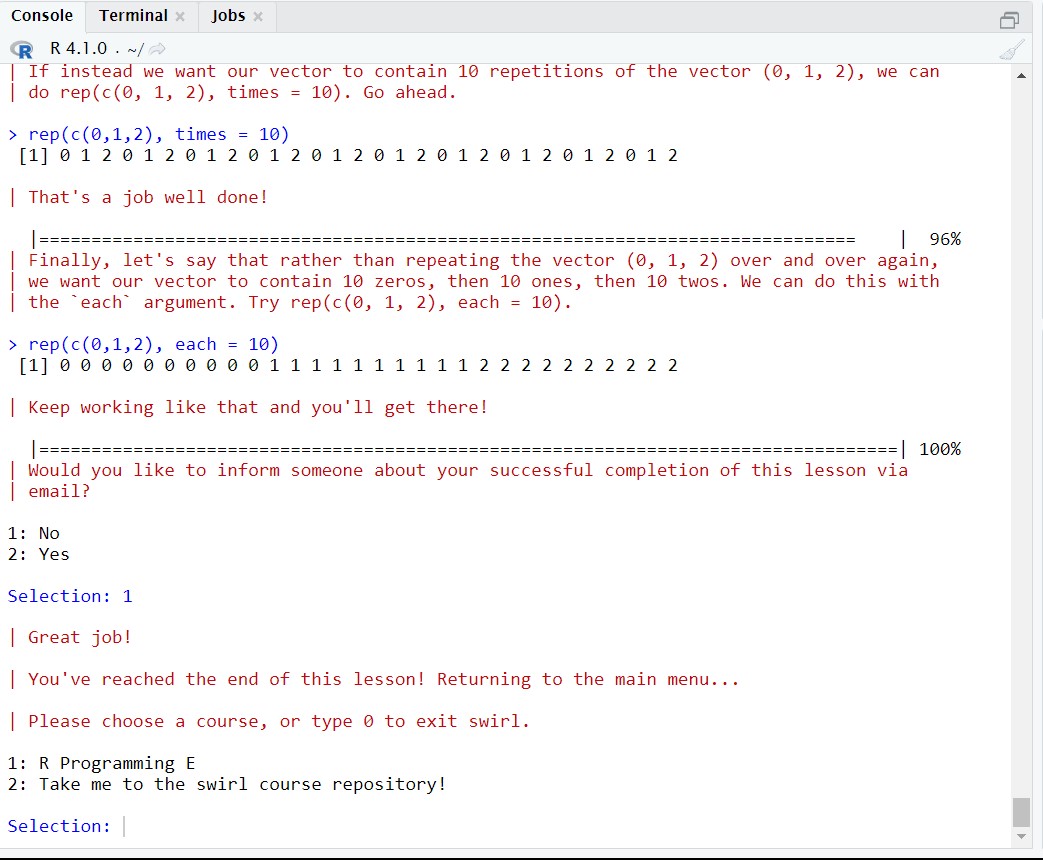 Console Terminal × Jobs ×
R R 4.1.0 . ~/
| If instead we want our vector to contain 10 repetitions of the vector (0, 1, 2), we can
| do rep(c(0, 1, 2), times = 10). Go ahead.
> rep(c(0,1,2), times = 10)
[1] 0 1 2 0 1 2 0 1 2 0 1 2 0 1 2 0 1 2 0 1 2 0 1 2 0 1 2 0 1 2
| That's a job well done!
|============================================================================== | 96%
| Finally, let's say that rather than repeating the vector (0, 1, 2) over and over again,
| we want our vector to contain 10 zeros, then 10 ones, then 10 twos. We can do this with
| the `each` argument. Try rep(c(0, 1, 2), each = 10).
> rep(c(0,1,2), each = 10)
[1] 0 0 0 0 0 0 0 0 0 0 1 1 1 1 1 1 1 1 1 1 2 2 2 2 2 2 2 2 2 2
| Keep working like that and you'll get there!
|==================================================================================| 100%
| Would you like to inform someone about your successful completion of this lesson via
| email?
1: No
2: Yes
Selection: 1
| Great job!
| You've reached the end of this lesson! Returning to the main menu...
| Please choose a course, or type 0 to exit swirl.
1: R Programming E
2: Take me to the swirl course repository!
Selection: